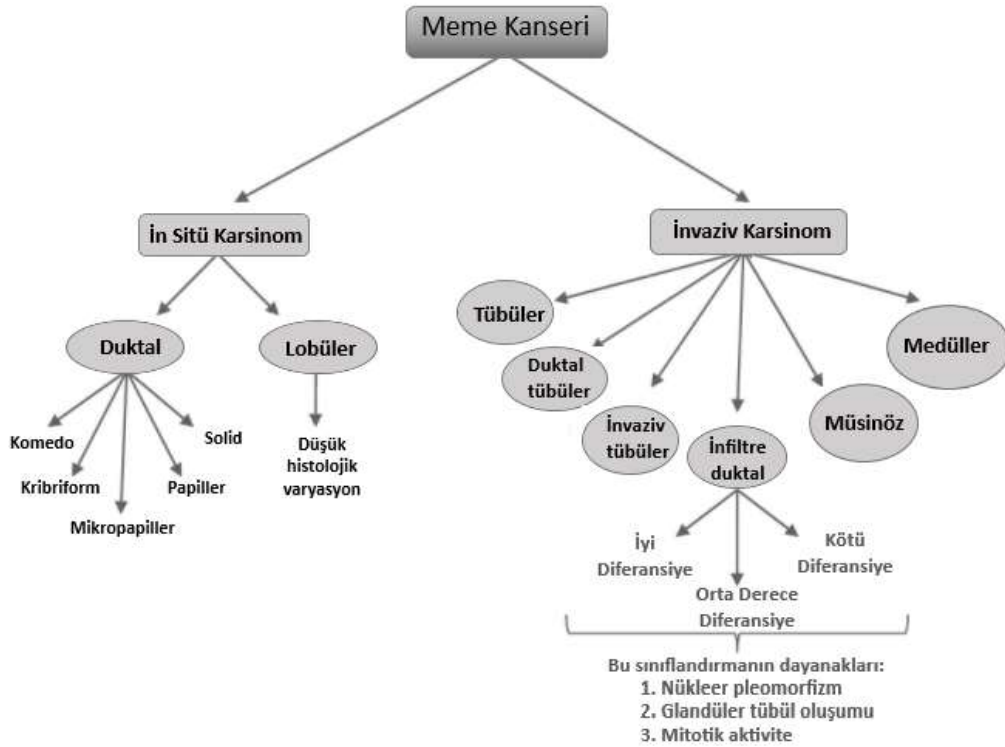 Meme Kanseri
İn Sitü Karsinom
İnvaziv Karsinom
Duktal
Lobüler
Komedo
Kribriform
Mikropapiller
Papiller
Solid
Düşük
histolojik
varyasyon
Tübüler
Duktal
tübüler
İnvaziv
tübüler
İnfiltre
duktal
Müsinöz
Medüller
İyi
Diferansiye
Orta Derece
Diferansiye
Kötü
Diferansiye
Bu sınıflandırmanın dayanakları:
1. Nükleer pleomorfizm
2. Glandüler tübül oluşumu
3. Mitotik aktivite